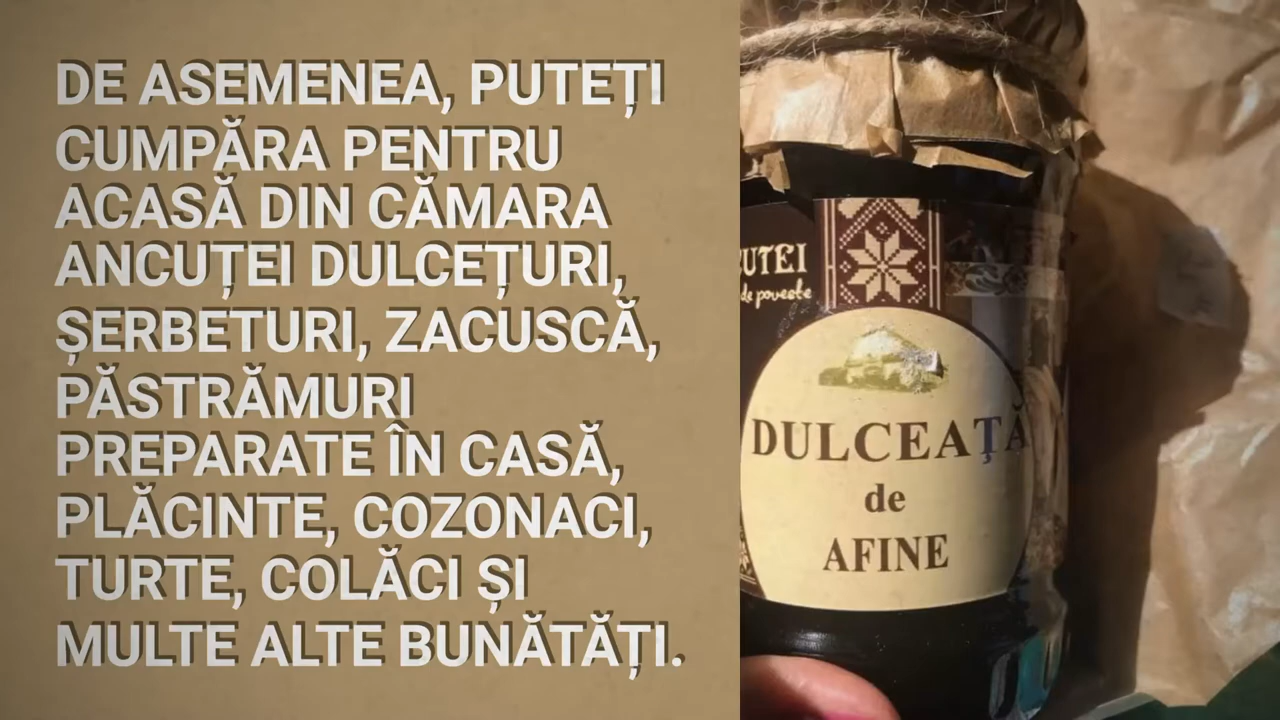 DE ASEMENEA, PUTEȚI
CUMPĂRA PENTRU
ACASĂ DIN CĂMARA
ANCUȚEI DULCEȚURI,
ȘERBETURI, ZACUSCĂ,
PĂSTRĂMURI
PREPARATE ÎN CASĂ,
PLĂCINTE, COZONACI,
TURTE, COLĂCI ȘI
MULTE ALTE BUNĂTĂȚI.
UȚEI
de poveste
DULCEAȚĂ
de
AFINE